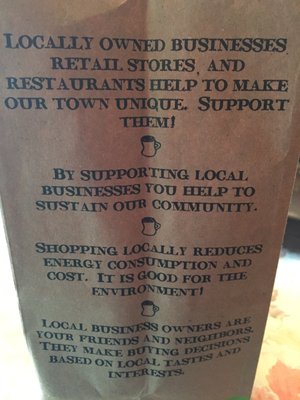 Locally owned businesses,
retail stores, and
restaurants help to make
our town unique. Support
them!
By supporting local
businesses you help to
sustain our community.
Shopping locally reduces
energy consumption and
cost. It is good for the
environment!
Local business owners are
your friends and neighbors.
They make buying decisions
based on local tastes and
interests.